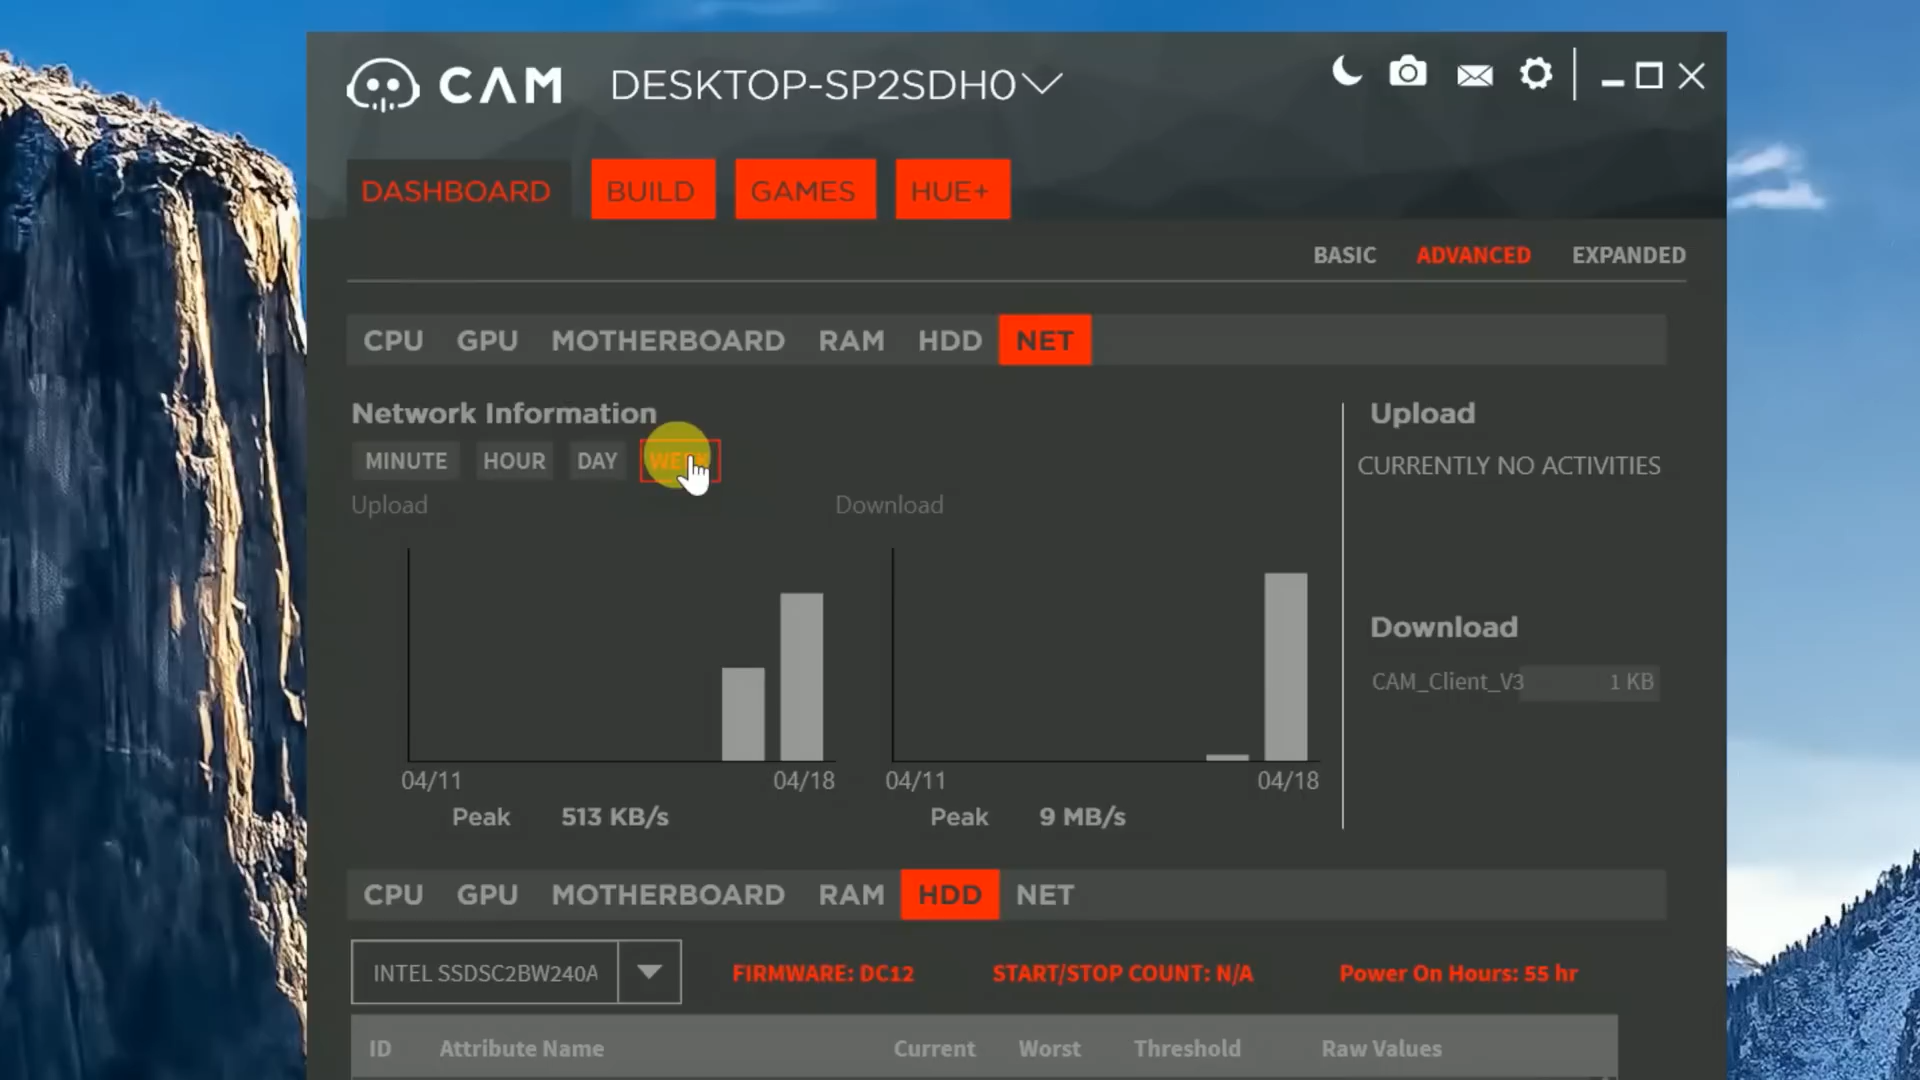 CAM DESKTOP-SP2SDH0
DASHBOARD BUILD GAMES HUE+
BASIC ADVANCED EXPANDED
CPU GPU MOTHERBOARD RAM HDD NET
Network Information
MINUTE HOUR DAY
Upload Download
04/11 04/18 04/11 04/18
Peak 513 KB/s Peak 9 MB/s
Upload
CURRENTLY NO ACTIVITIES
Download
CAM_Client_V3 1 KB
CPU GPU MOTHERBOARD RAM HDD NET
INTEL SSDSC2BW240A FIRMWARE: DC12 START/STOP COUNT: N/A Power On Hours: 55 hr
ID Attribute Name Current Worst Threshold Raw Values